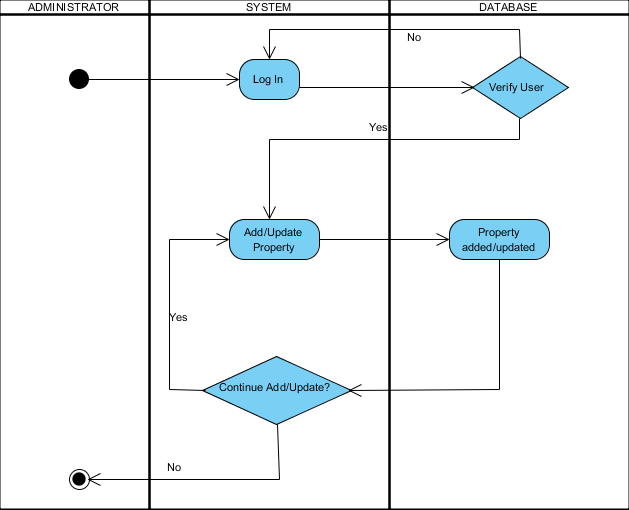 ADMINISTRATOR
SYSTEM
DATABASE
No
Log In
Verify User
Yes
Add/Update
Property
Property
added/updated
Yes
Continue Add/Update?
No